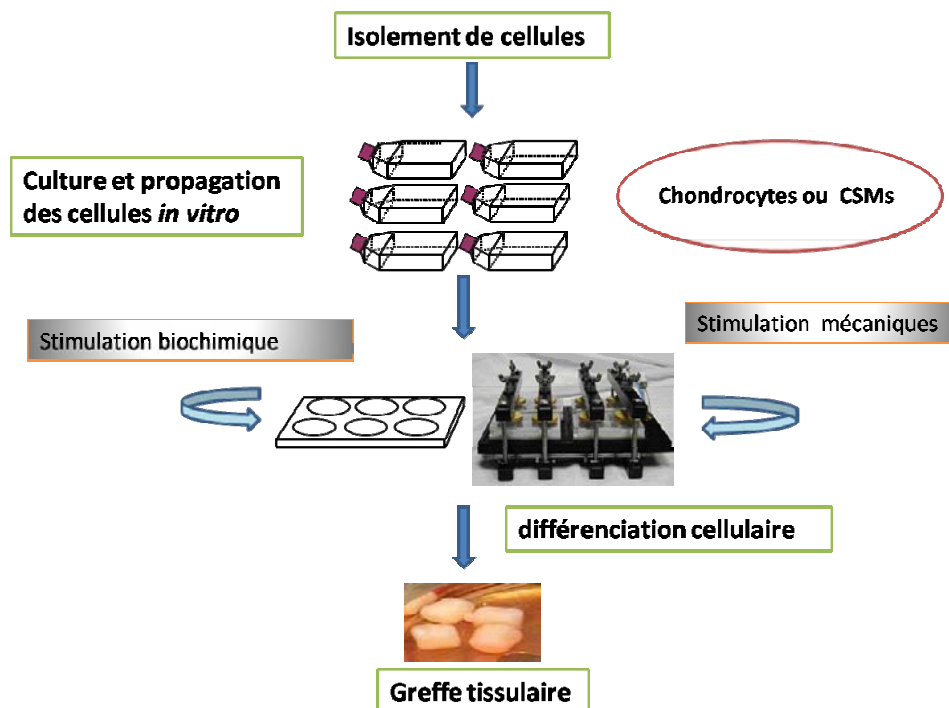 Isolement de cellules
Culture et propagation
des cellules in vitro
Chondrocytes ou CSMs
Stimulation biochimique
Stimulation mécaniques
différenciation cellulaire
Greffe tissulaire